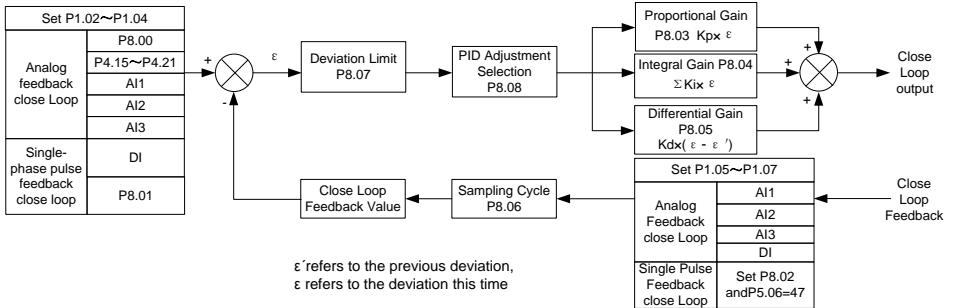 Set P1.02～P1.04
Analog
feedback
close Loop
P8.00
P4.15～P4.21
AI1
AI2
AI3
Single-
phase pulse
feedback
close loop
DI
P8.01
+
-
ε
Deviation Limit
P8.07
PID Adjustment
Selection
P8.08
Proportional Gain
P8.03 Kp× ε
Integral Gain P8.04
ΣKi× ε
Differential Gain
P8.05
Kd×( ε - ε′)
+
+
+
Close
Loop
output
Close Loop
Feedback Value
Sampling Cycle
P8.06
Set P1.05～P1.07
Analog
Feedback
close Loop
AI1
AI2
AI3
DI
Single Pulse
Feedback
close Loop
Set P8.02
andP5.06=47
Close
Loop
Feedback
ε′refers to the previous deviation,
ε refers to the deviation this time